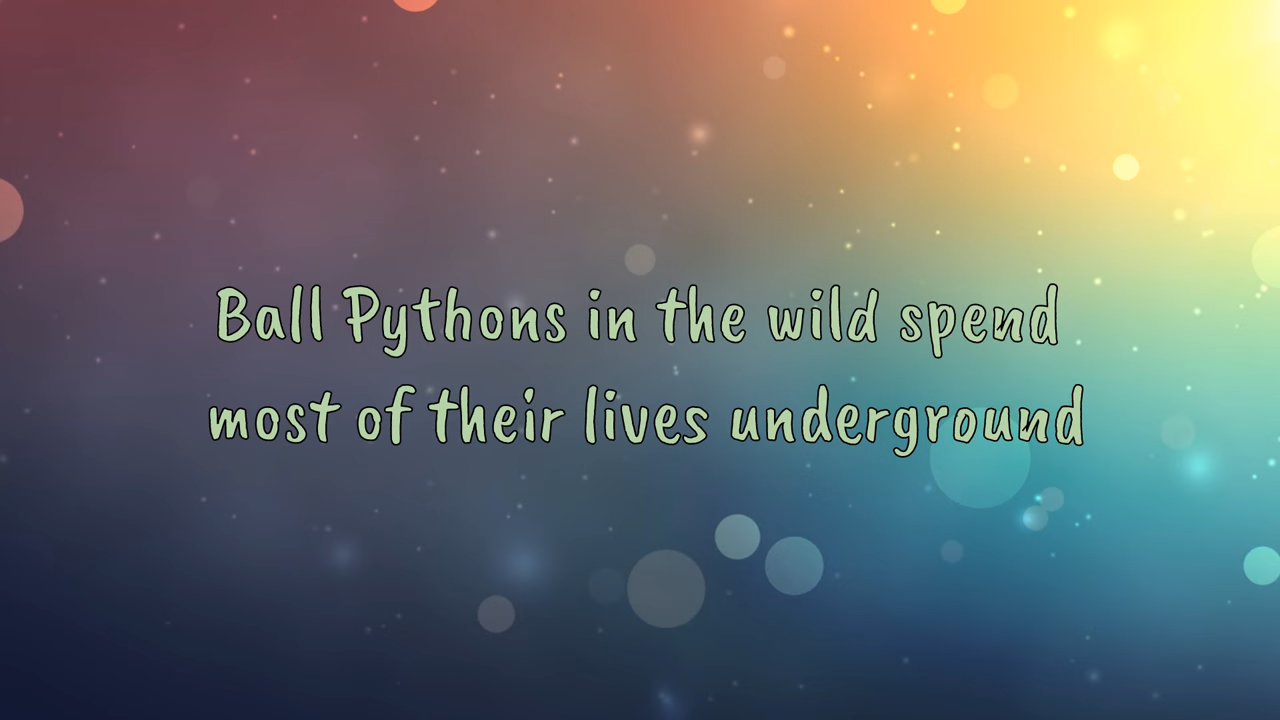 Ball Pythons in the wild spend
most of their lives underground